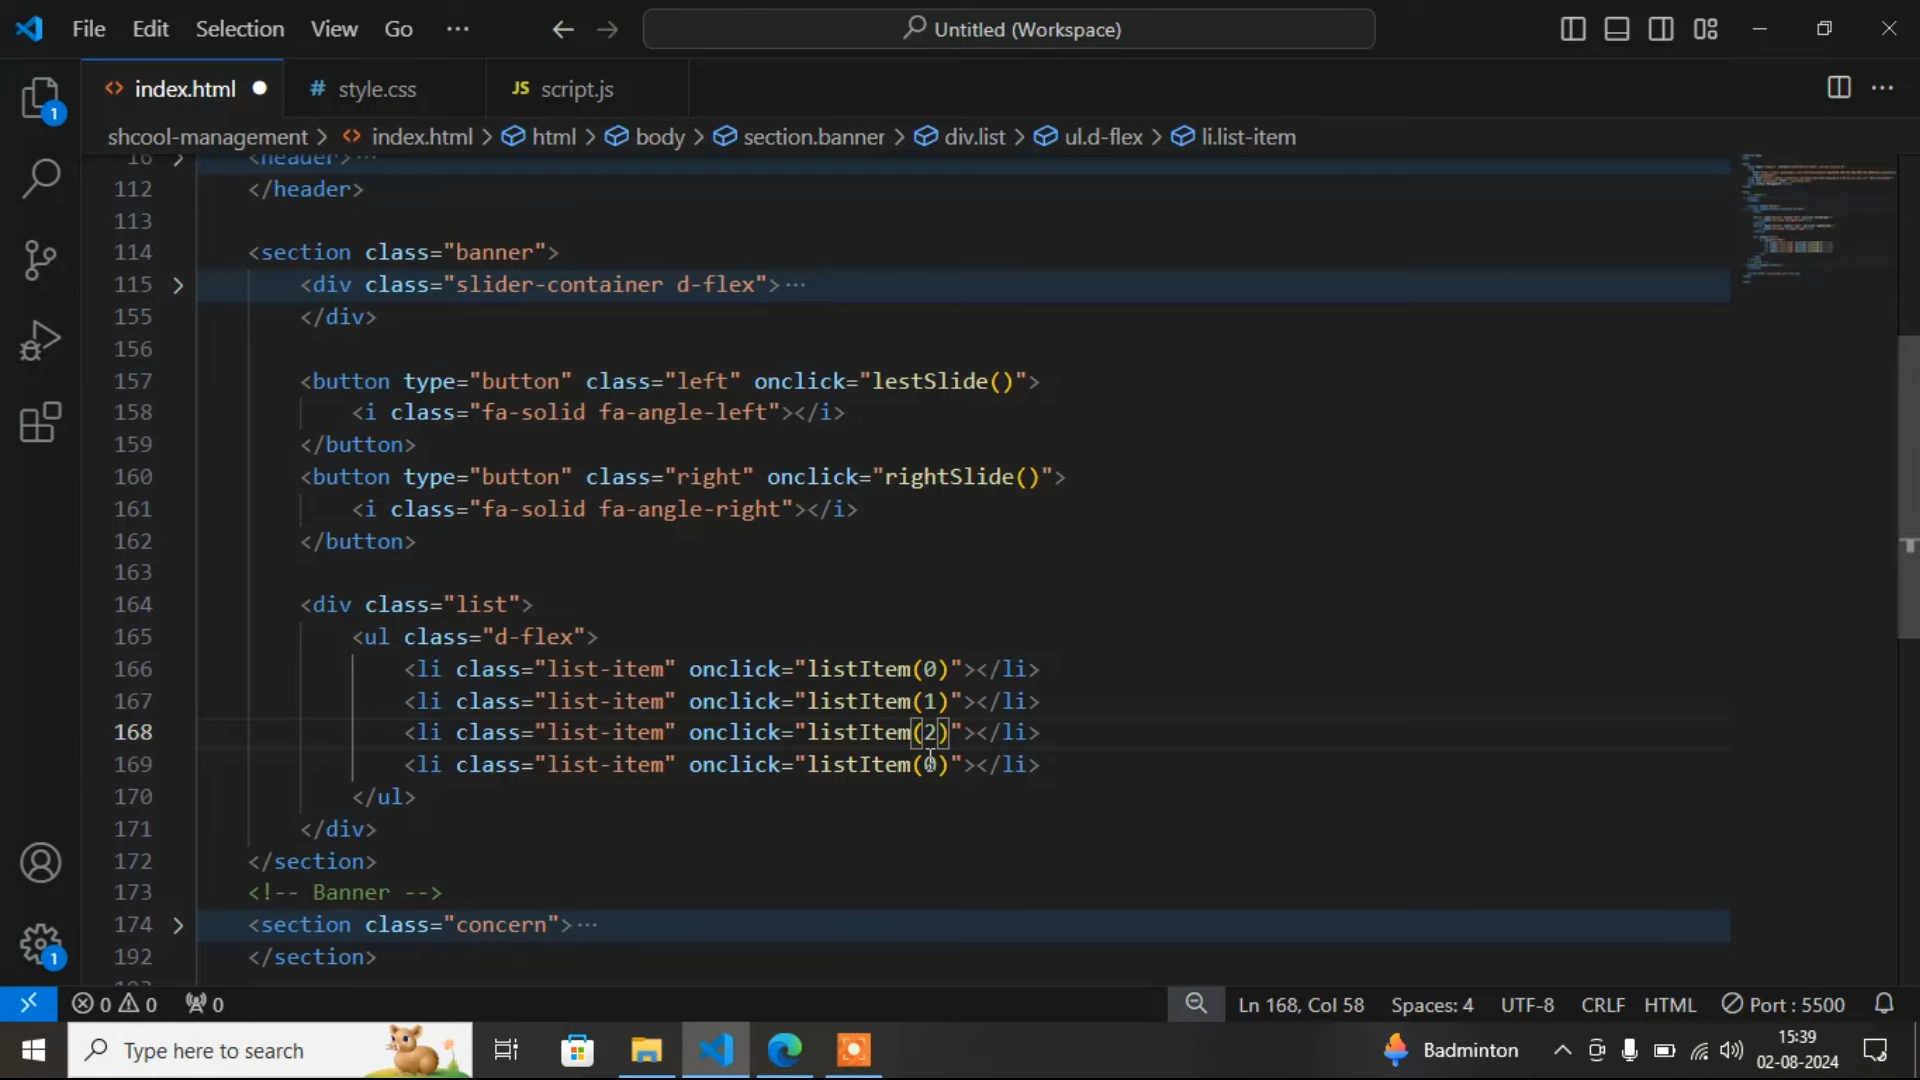 File Edit Selection View Go ··· Untitled (Workspace)
index.html style.css JS script.js
shcool-management > index.html > html > body > section.banner > div.list > ul.d-flex > li.list-item
16 <header>···
112 </header>
113
114 <section class="banner">
115 <div class="slider-container d-flex">···
155 </div>
156
157 <button type="button" class="left" onclick="lestSlide()">
158 <i class="fa-solid fa-angle-left"></i>
159 </button>
160 <button type="button" class="right" onclick="rightSlide()">
161 <i class="fa-solid fa-angle-right"></i>
162 </button>
163
164 <div class="list">
165 <ul class="d-flex">
166 <li class="list-item" onclick="listItem(0)"></li>
167 <li class="list-item" onclick="listItem(1)"></li>
168 <li class="list-item" onclick="listItem(2)"></li>
169 <li class="list-item" onclick="listItem(0)"></li>
170 </ul>
171 </div>
172 </section>
173 <!-- Banner -->
174 <section class="concern">···
192 </section>
1
1
0 0 0 Ln 168, Col 58 Spaces: 4 UTF-8 CRLF HTML Port : 5500
Type here to search Badminton 15:39
02-08-2024